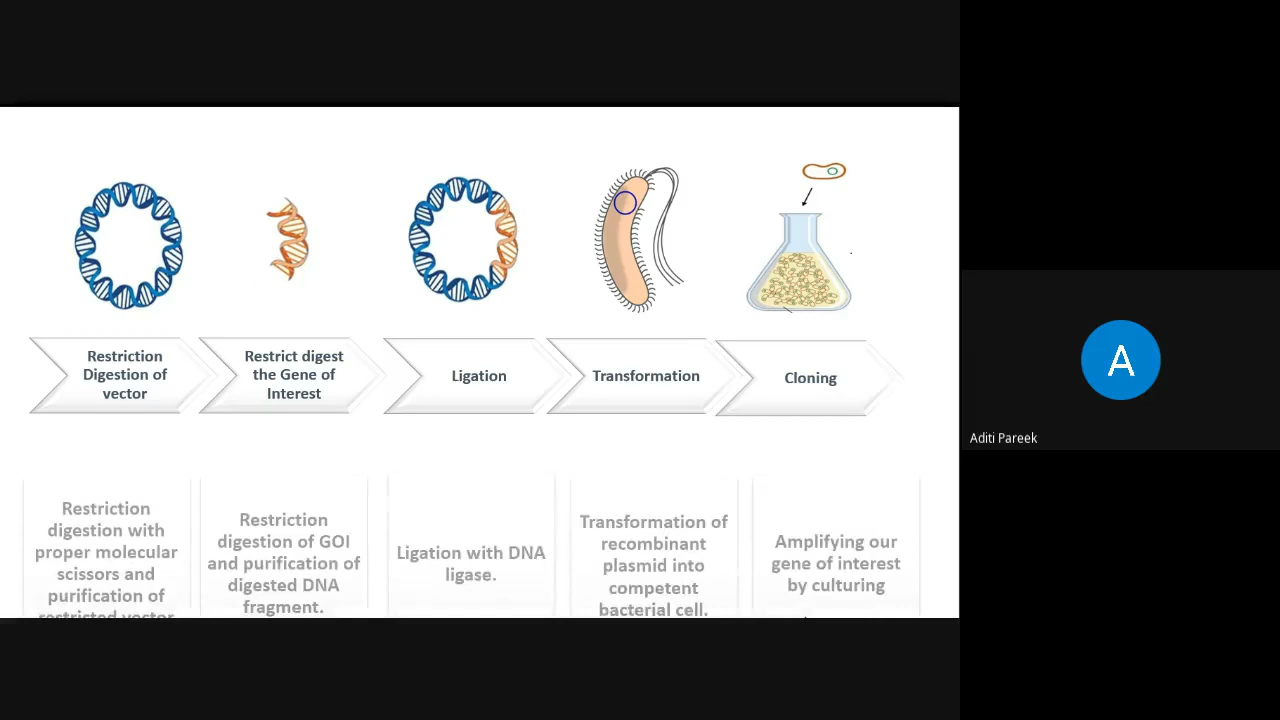 Restriction
Digestion of
vector
Restrict digest
the Gene of
Interest
Ligation
Transformation
Cloning
Restriction
digestion with
proper molecular
scissors and
purification of
restricted vector
Restriction
digestion of GOI
and purification of
digested DNA
fragment.
Ligation with DNA
ligase.
Transformation of
recombinant
plasmid into
competent
bacterial cell.
Amplifying our
gene of interest
by culturing
A
Aditi Pareek